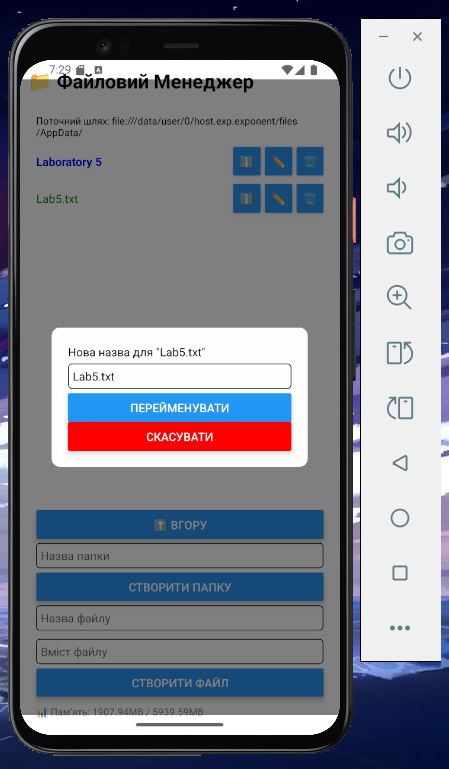 7:29
📁 Файловий Менеджер
Поточний шлях: file:///data/user/0/host.exp.exponent/files
/AppData/
Laboratory 5
Lab5.txt
Нова назва для "Lab5.txt"
Lab5.txt
ПЕРЕЙМЕНУВАТИ
СКАСУВАТИ
⬆️ ВГОРУ
Назва папки
СТВОРИТИ ПАПКУ
Назва файлу
Вміст файлу
СТВОРИТИ ФАЙЛ
📊 Пам'ять: 1907.94MB / 5939.59MB